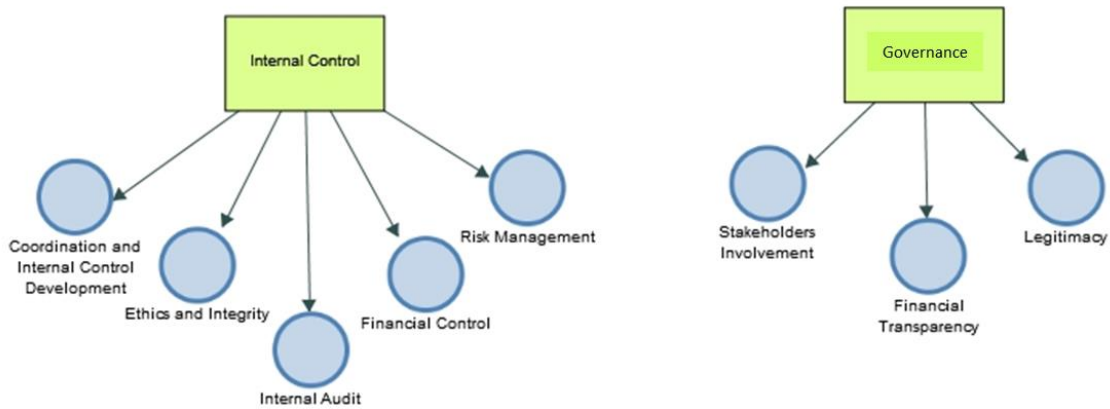 Internal Control
Governance
Coordination and
Internal Control
Development
Ethics and Integrity
Internal Audit
Financial Control
Risk Management
Stakeholders
Involvement
Financial
Transparency
Legitimacy